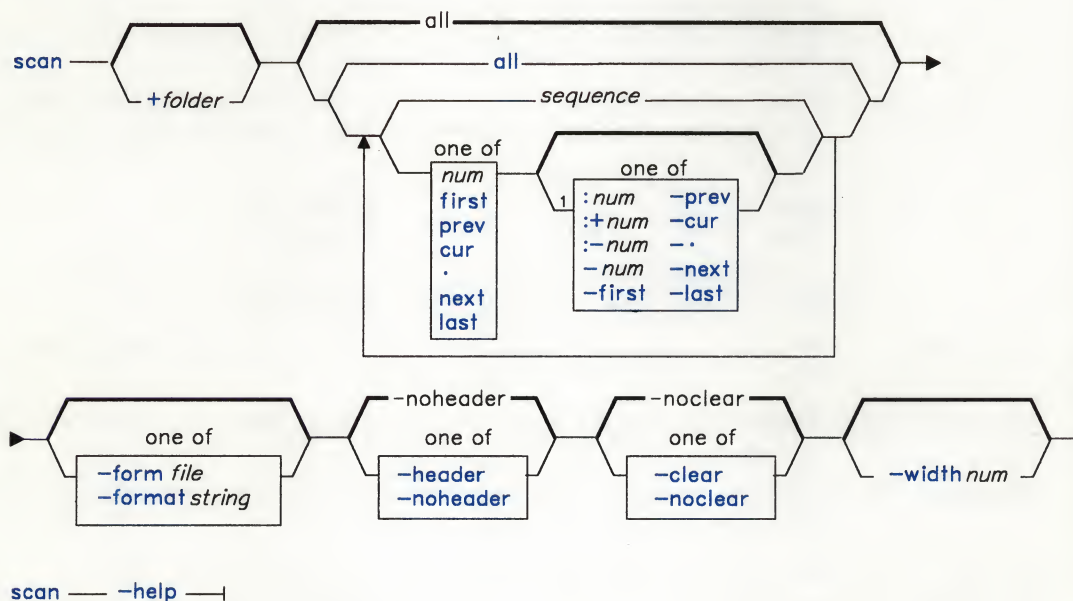 all
scan
+folder
all
sequence
one of
num
first
prev
cur
.
next
last
one of
1
:num -prev
:+num -cur
:-num -.
-num -next
-first -last
-noheader
-noclear
one of
-form file
-format string
one of
-header
-noheader
one of
-clear
-noclear
-width num
scan -help